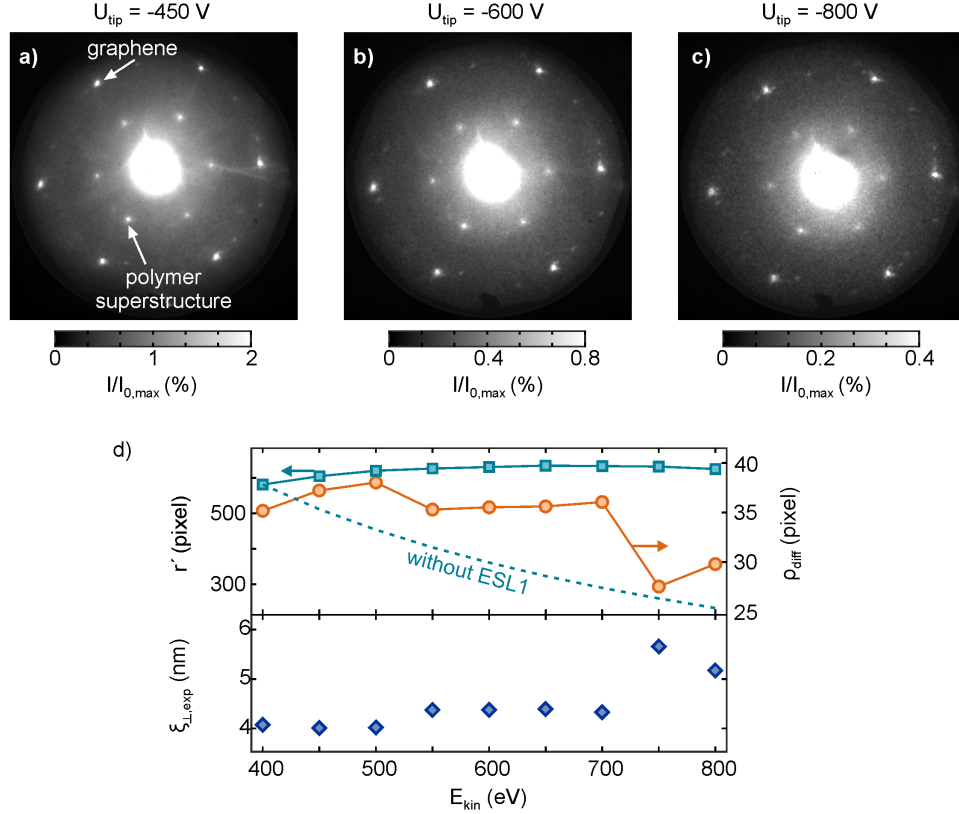 U_tip = -450 V
U_tip = -600 V
U_tip = -800 V
a)
graphene
polymer
superstructure
b)
c)
0 1 2
I/I_0,max (%)
0 0.4 0.8
I/I_0,max (%)
0 0.2 0.4
I/I_0,max (%)
d)
r´ (pixel)
500
300
without ESL1
40
35
30
25
ρ_diff (pixel)
ξ_⊥,exp (nm)
6
5
4
400 500 600 700 800
E_kin (eV)